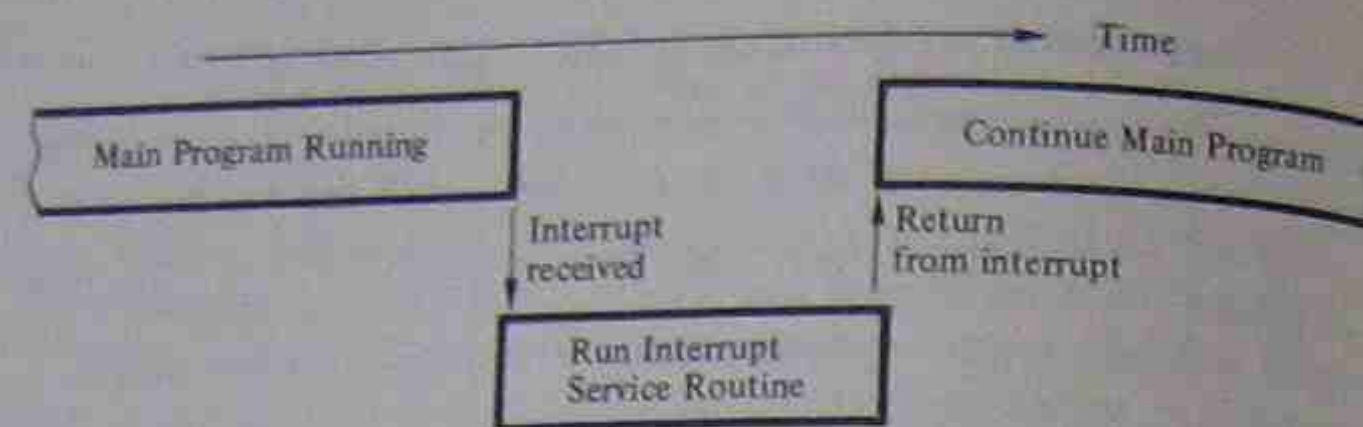 Time
Main Program Running
Continue Main Program
Interrupt
received
Return
from interrupt
Run Interrupt
Service Routine